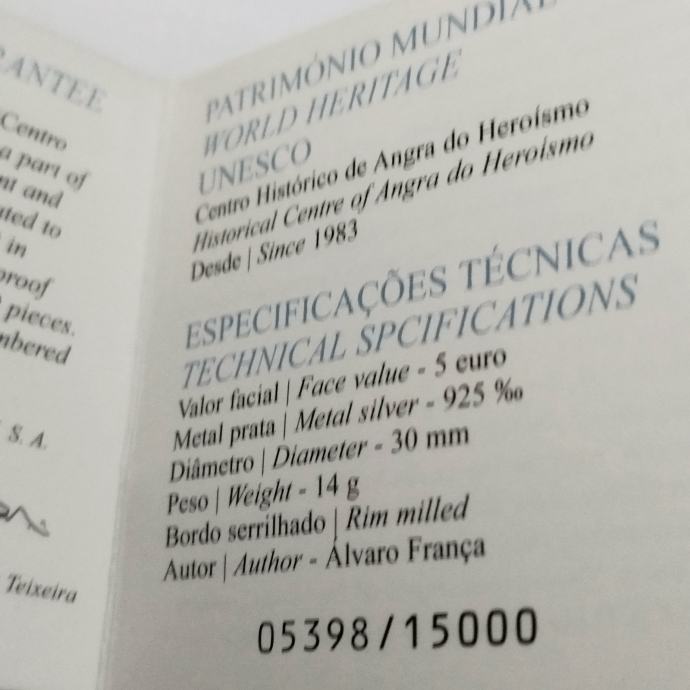 RANTEE
Centro
a part of
nt and
ted to
in
proof
pieces.
mbered
S. A.
Teixeira
PATRIMÓNIO MUNDIAL
WORLD HERITAGE
UNESCO
Centro Histórico de Angra do Heroísmo
Historical Centre of Angra do Heroísmo
Desde | Since 1983
ESPECIFICAÇÕES TÉCNICAS
TECHNICAL SPCIFICATIONS
Valor facial | Face value - 5 euro
Metal prata | Metal silver - 925 ‰
Diâmetro | Diameter - 30 mm
Peso | Weight - 14 g
Bordo serrilhado | Rim milled
Autor | Author - Álvaro França
05398/15000